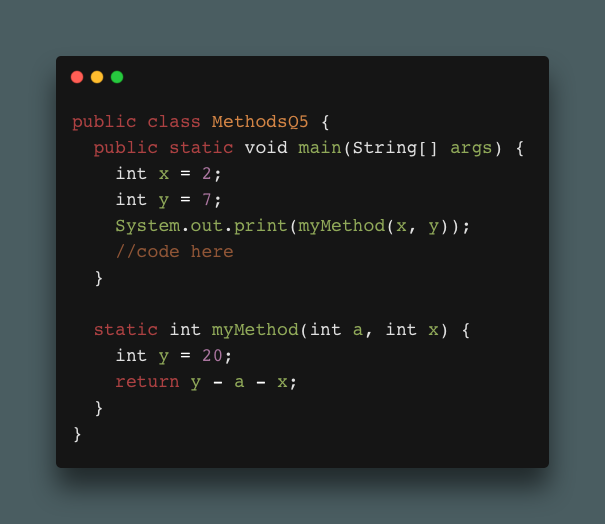 public class MethodsQ5 {
  public static void main(String[] args) {
    int x = 2;
    int y = 7;
    System.out.print(myMethod(x, y));
    //code here
  }

  static int myMethod(int a, int x) {
    int y = 20;
    return y - a - x;
  }
}